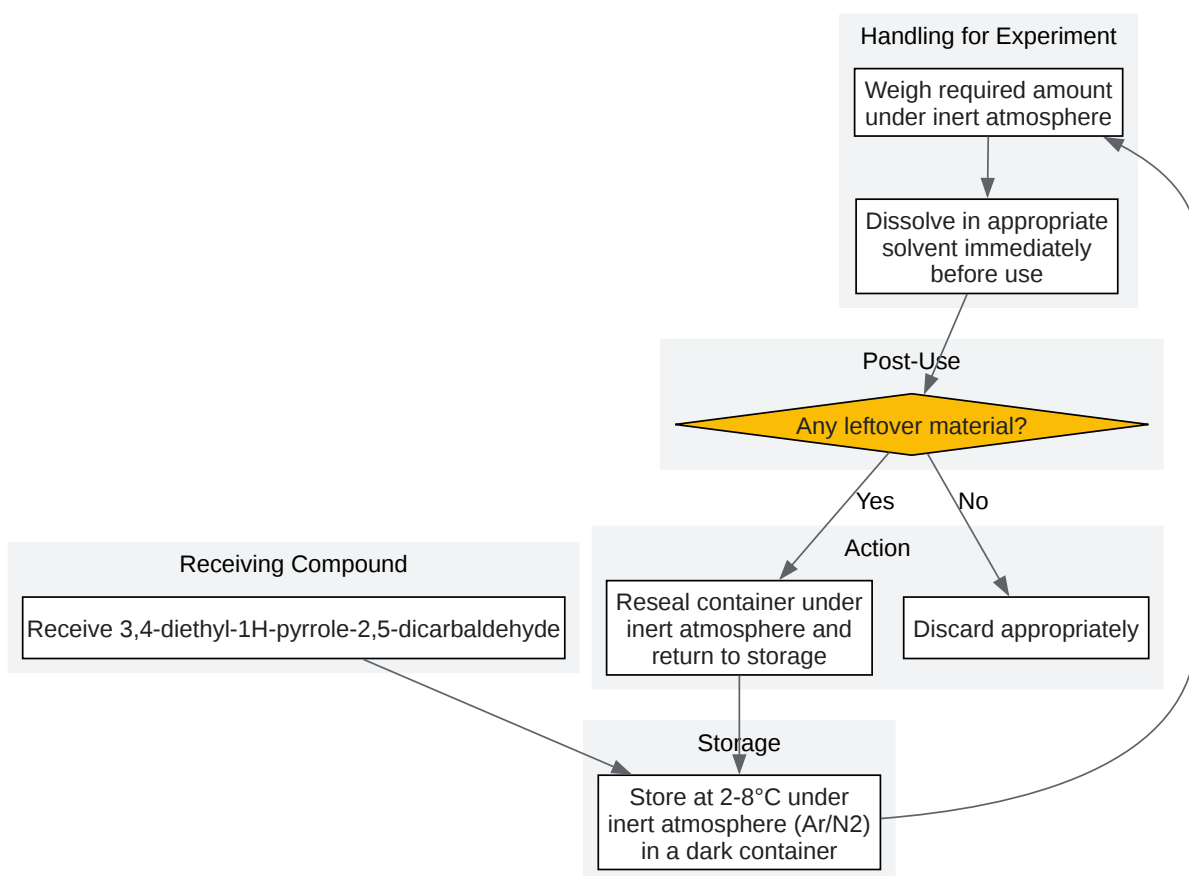 Handling for Experiment
Weigh required amount
under inert atmosphere
Dissolve in appropriate
solvent immediately
before use
Post-Use
Any leftover material?
Yes
No
Action
Receiving Compound
Receive 3,4-diethyl-1H-pyrrole-2,5-dicarbaldehyde
Reseal container under
inert atmosphere and
return to storage
Discard appropriately
Storage
Store at 2-8°C under
inert atmosphere (Ar/N2)
in a dark container